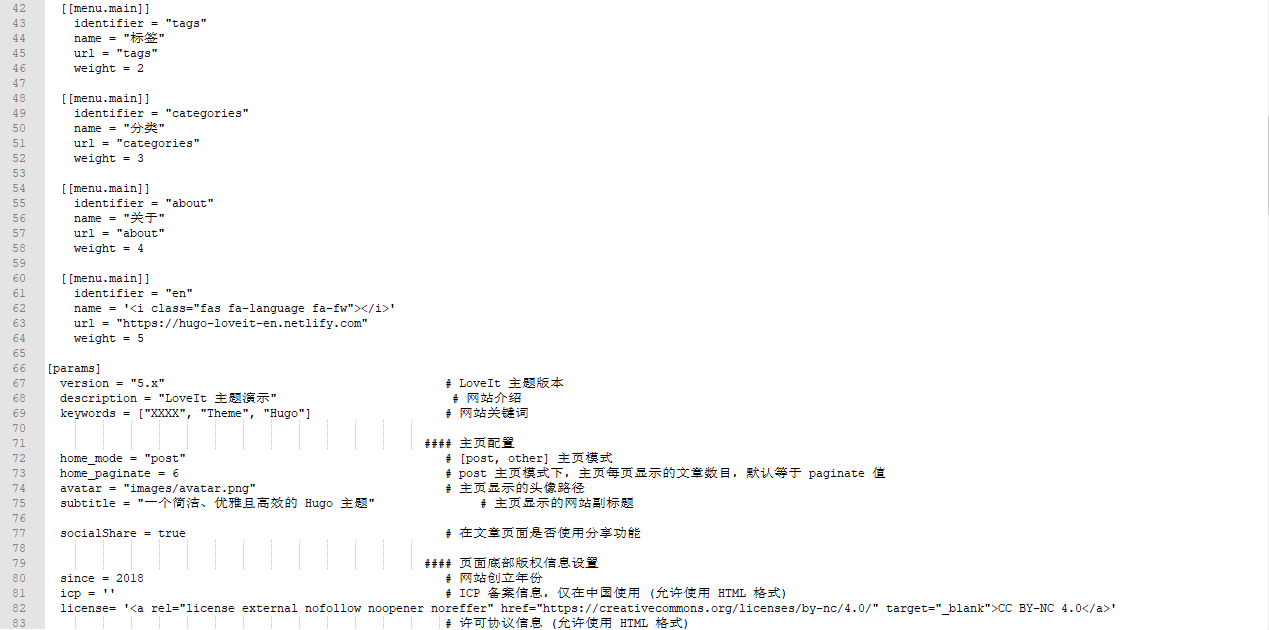 42 [[menu.main]]
43 identifier = "tags"
44 name = "标签"
45 url = "tags"
46 weight = 2
47
48 [[menu.main]]
49 identifier = "categories"
50 name = "分类"
51 url = "categories"
52 weight = 3
53
54 [[menu.main]]
55 identifier = "about"
56 name = "关于"
57 url = "about"
58 weight = 4
59
60 [[menu.main]]
61 identifier = "en"
62 name = '<i class="fas fa-language fa-fw"></i>'
63 url = "https://hugo-loveit-en.netlify.com"
64 weight = 5
65
66 [params]
67 version = "5.x" # LoveIt 主题版本
68 description = "LoveIt 主题演示" # 网站介绍
69 keywords = ["XXXX", "Theme", "Hugo"] # 网站关键词
70
71 #### 主页配置
72 home_mode = "post" # [post, other] 主页模式
73 home_paginate = 6 # post 主页模式下，主页每页显示的文章数目，默认等于 paginate 值
74 avatar = "images/avatar.png" # 主页显示的头像路径
75 subtitle = "一个简洁、优雅且高效的 Hugo 主题" # 主页显示的网站副标题
76
77 socialShare = true # 在文章页面是否使用分享功能
78
79 #### 页面底部版权信息设置
80 since = 2018 # 网站创立年份
81 icp = '' # ICP 备案信息，仅在中国使用 (允许使用 HTML 格式)
82 license= '<a rel="license external nofollow noopener noreffer" href="https://creativecommons.org/licenses/by-nc/4.0/" target="_blank">CC BY-NC 4.0</a>'
83 # 许可协议信息 (允许使用 HTML 格式)